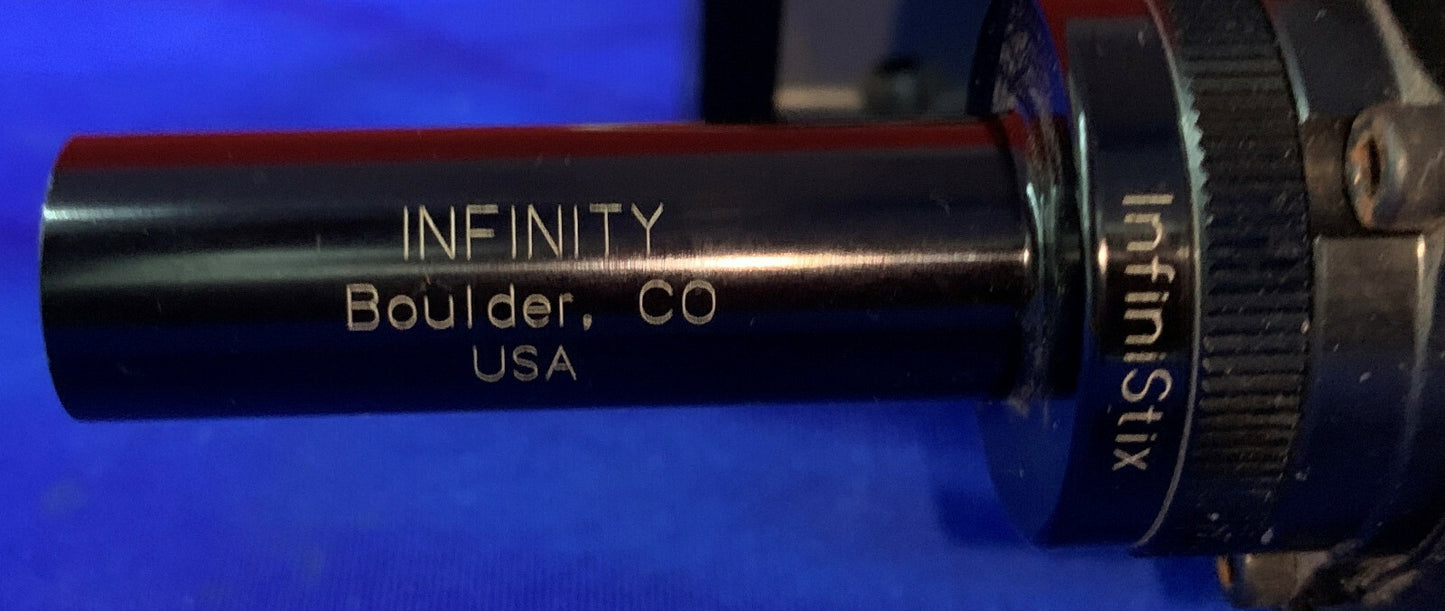 INFINITY
Boulder, CO
USA
InfiniStix